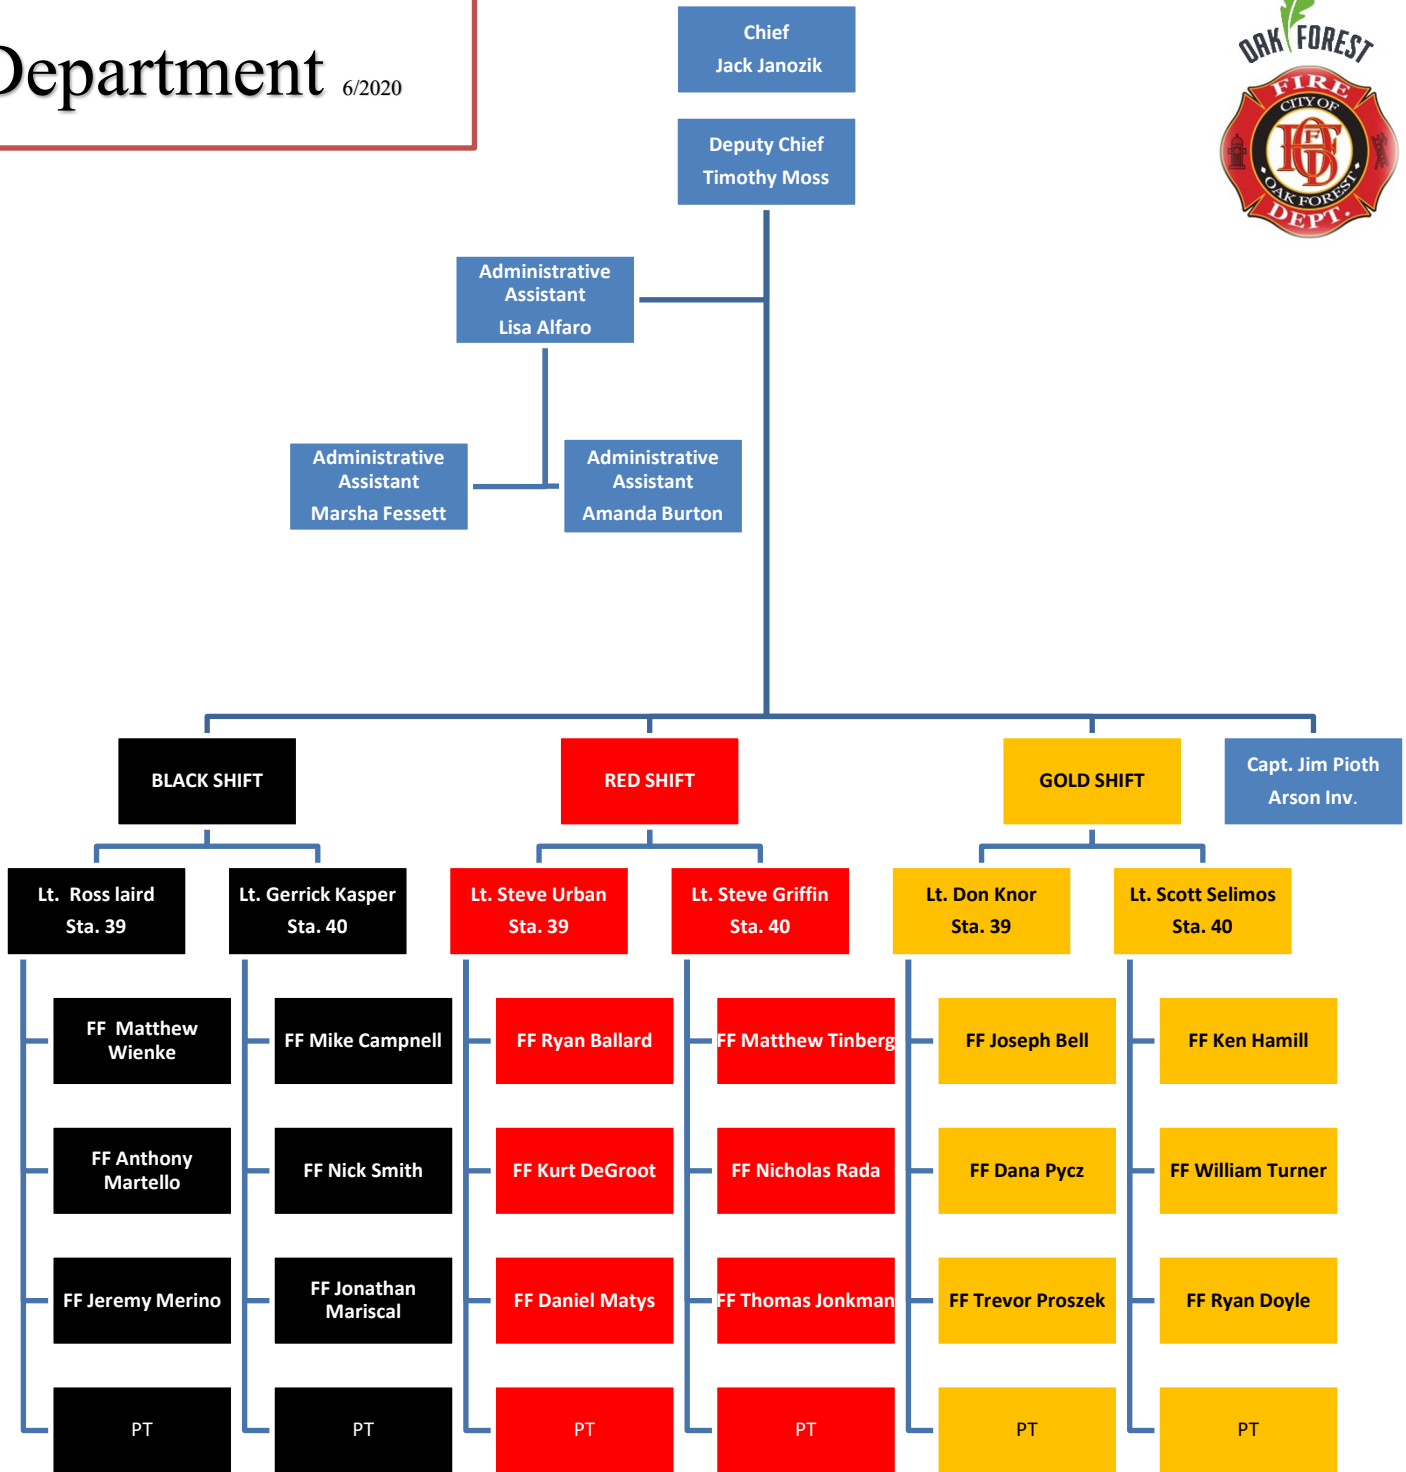 Department 6/2020
Chief
Jack Janozik
OAK FOREST
FIRE
CITY OF
OAK FOREST
DEPT.
Deputy Chief
Timothy Moss
Administrative
Assistant
Lisa Alfaro
Administrative
Assistant
Marsha Fessett
Administrative
Assistant
Amanda Burton
BLACK SHIFT
RED SHIFT
GOLD SHIFT
Capt. Jim Pioth
Arson Inv.
Lt.  Ross laird
Sta. 39
Lt. Gerrick Kasper
Sta. 40
Lt. Steve Urban
Sta. 39
Lt. Steve Griffin
Sta. 40
Lt. Don Knor
Sta. 39
Lt. Scott Selimos
Sta. 40
FF  Matthew
Wienke
FF Mike Campnell
FF Ryan Ballard
FF Matthew Tinberg
FF Joseph Bell
FF Ken Hamill
FF Anthony
Martello
FF Nick Smith
FF Kurt DeGroot
FF Nicholas Rada
FF Dana Pycz
FF William Turner
FF Jeremy Merino
FF Jonathan
Mariscal
FF Daniel Matys
FF Thomas Jonkman
FF Trevor Proszek
FF Ryan Doyle
PT
PT
PT
PT
PT
PT